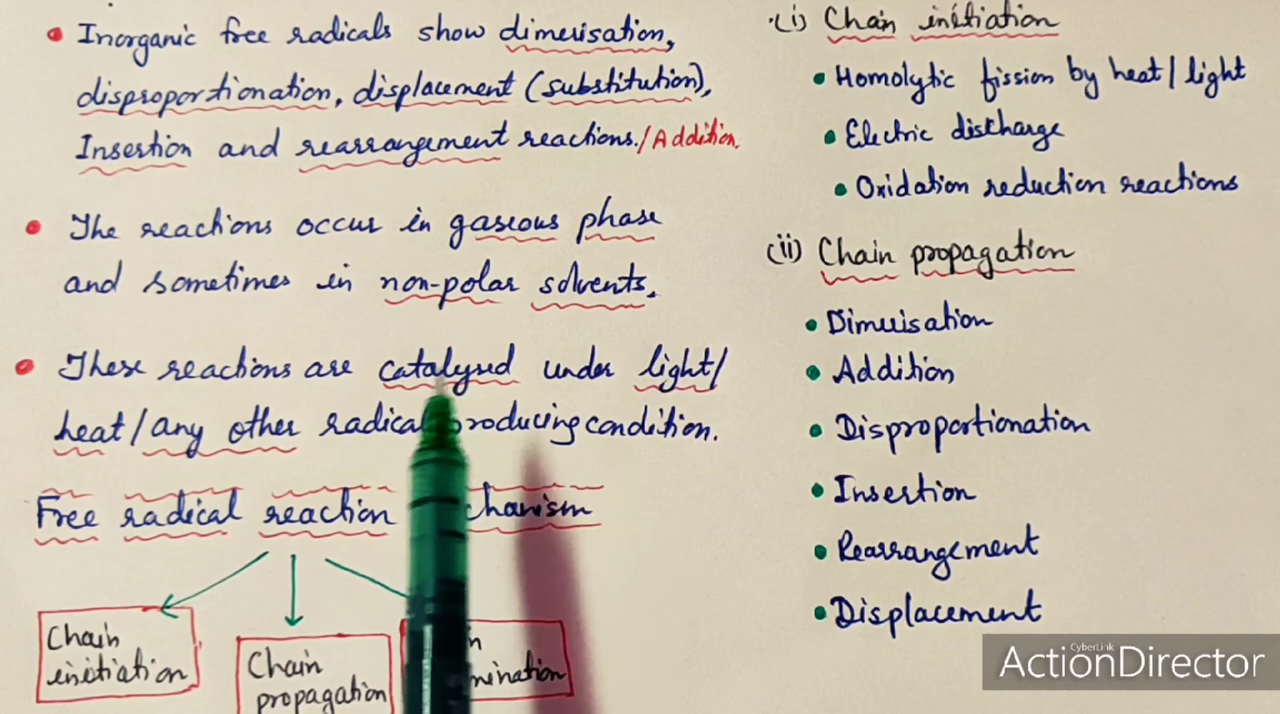 Inorganic free radicals show dimerisation,
disproportionation, displacement (substitution),
Insertion and rearrangement reactions./Addition.
The reactions occur in gaseous phase
and sometimes in non-polar solvents.
These reactions are catalysed under light/
heat/any other radical producing condition.
Free radical reaction chanism
Chain
initiation
Chain
propagation
n
mination
(i) Chain initiation
Homolytic fission by heat/light
Electric discharge
Oxidation reduction reactions
(ii) Chain propagation
Dimerisation
Addition
Disproportionation
Insertion
Rearrangement
Displacement
CyberLink
ActionDirector